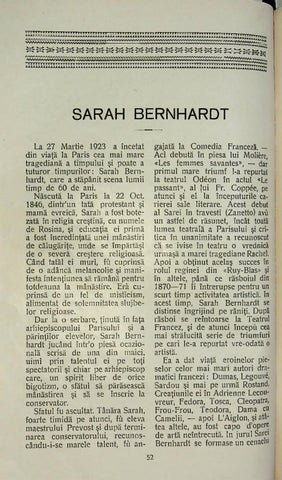 SARAH BERNHARDT
La 27 Martie 1923 a încetat
din viață la Paris cea mai mare
tragediană a timpului și poate a
tuturor timpurilor: Sarah Bern-
hardt, care a stăpânit scena lumii
timp de 60 de ani.
Născută la Paris la 22 Oct.
1846, dintr'un tată protestant și
mamă evreică, Sarah a fost bote-
zată în religia creștină, cu numele
de Rosina, și educația ei primă
a fost încredințată unei mănăstiri
de călugărițe, unde se împărtăși
de o severă creștere religioasă.
Când tatăl ei muri, fu cuprinsă
de o adâncă melancolie și mani-
festa intențiunea să rămână pentru
totdeauna la mănăstire. Era cu-
prinsă de un fel de misticism,
alimentat de solemnitatea slujbe-
lor religioase.
Dar la o serbare, ținută în fața
arhiepiscopului Parisului și a
părinților elevelor, Sarah Bern-
hardt jucând într'o piesă ocazio-
nală scrisă de una din maici,
uimi prin talentul ei pe toți
spectatorii și chiar pe arhiepiscop
care, un spirit liber de orice
bigotizm, o sfătui să părăsească
mănăstirea și să se înscrie la
conservator.
Sfatul fu ascultat. Tânăra Sarah,
foarte timidă pe atunci, fu eleva
maestrului Prevost și după termi-
narea conservatorului, recunos-
cându-i-se marele talent, fu an-
gajată la Comedia Franceză. —
Aci debută în piesa lui Molière,
«Les femmes savantes», — dar
primul mare triumf l-a repurtat
la teatrul Odéon în actul «Le
passant», al lui Fr. Coppée, pe
atunci și el la începuturile ca-
rierei sale literare. Acest debut
al Sarei în travesti (Zanetto) avù
un astfel de răsunet, încât toată
lumea teatrală a Parisului și cri-
tica în unanimitate a recunoscut
că se ivise în teatru o vrednică
urmașă a marei tragediane Rachel.
Apoi a obținut același succes în
rolul reginei din «Ruy-Blas» și
în altele, până ce răsboiul din
1870—71 îi întrerupse pentru un
scurt timp activitatea artistică. În
acest timp, Sarah Bernhardt se
distinse îngrijind pe răniți. După
răsboi se reîntoarse la Teatrul
Francez, și de atunci începù cea
mai strălucită serie de triumfuri
pe cari le-a repurtat vre-odată o
artistă.
Ea a dat viață eroinelor pie-
selor celor mai mari autori dra-
matici francezi: Dumas, Legouvé,
Sardou și mai pe urmă Rostand.
Creațiunile ei în Adrienne Lecou-
vreur, Fedora, Tosca, Cleopatra,
Frou-Frou, Teodora, Dama cu
Camelii, — apoi L'Aiglon, și atâ-
tea altele, au fost capo d'opere
de artă neîntrecută. În jurul Sarei
Bernhardt se formase un cenaclu
52